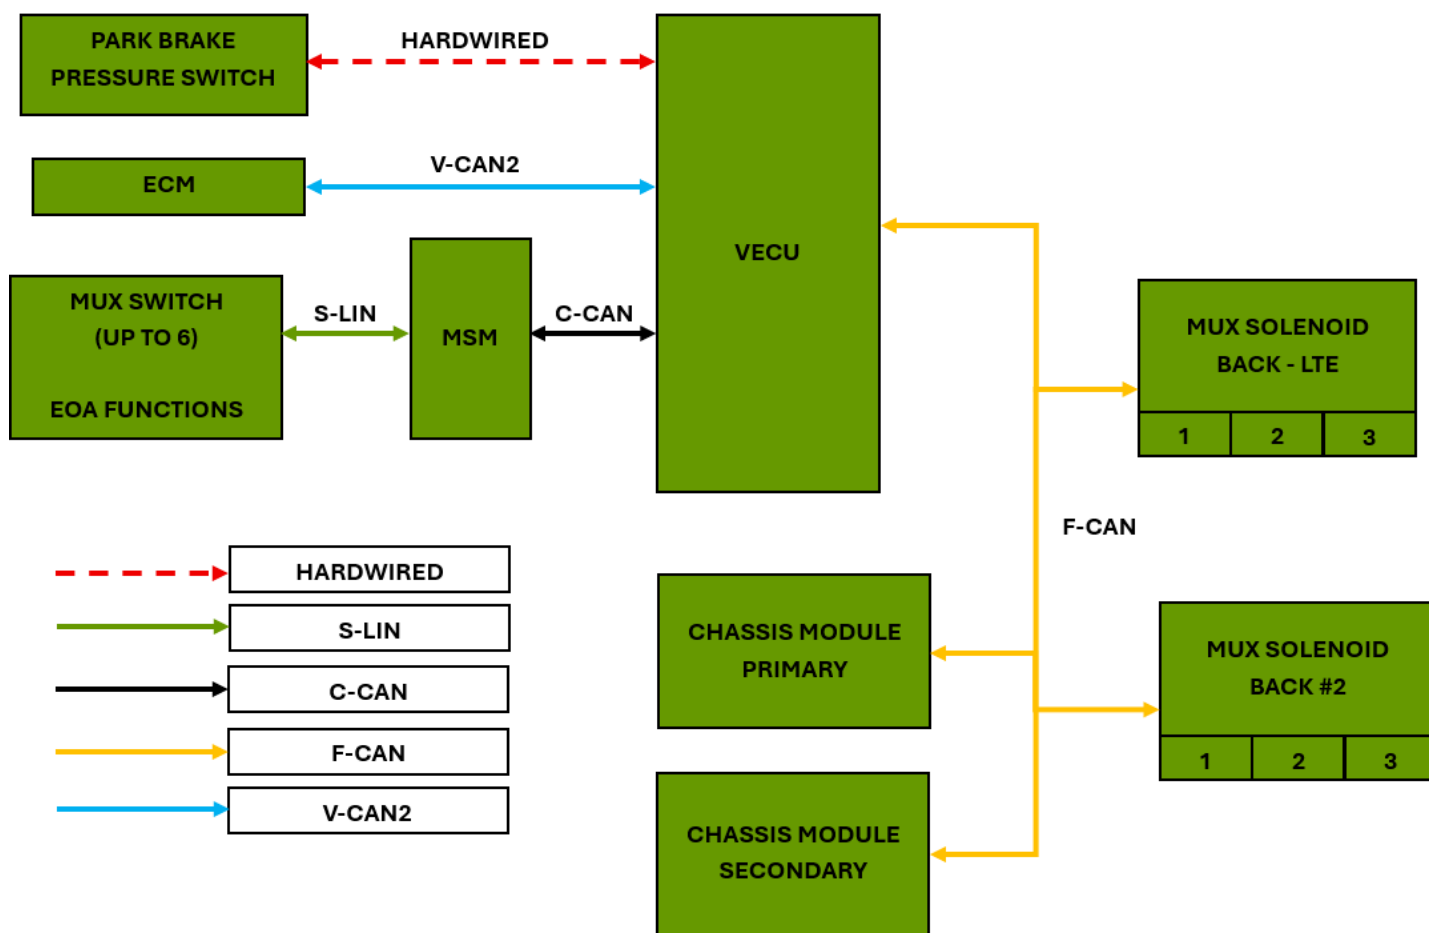 PARK BRAKE
PRESSURE SWITCH
HARDWIRED
ECM
V-CAN2
VECU
MUX SWITCH
(UP TO 6)
EOA FUNCTIONS
S-LIN
MSM
C-CAN
MUX SOLENOID
BACK - LTE
1 2 3
F-CAN
HARDWIRED
S-LIN
C-CAN
F-CAN
V-CAN2
CHASSIS MODULE
PRIMARY
MUX SOLENOID
BACK #2
1 2 3
CHASSIS MODULE
SECONDARY